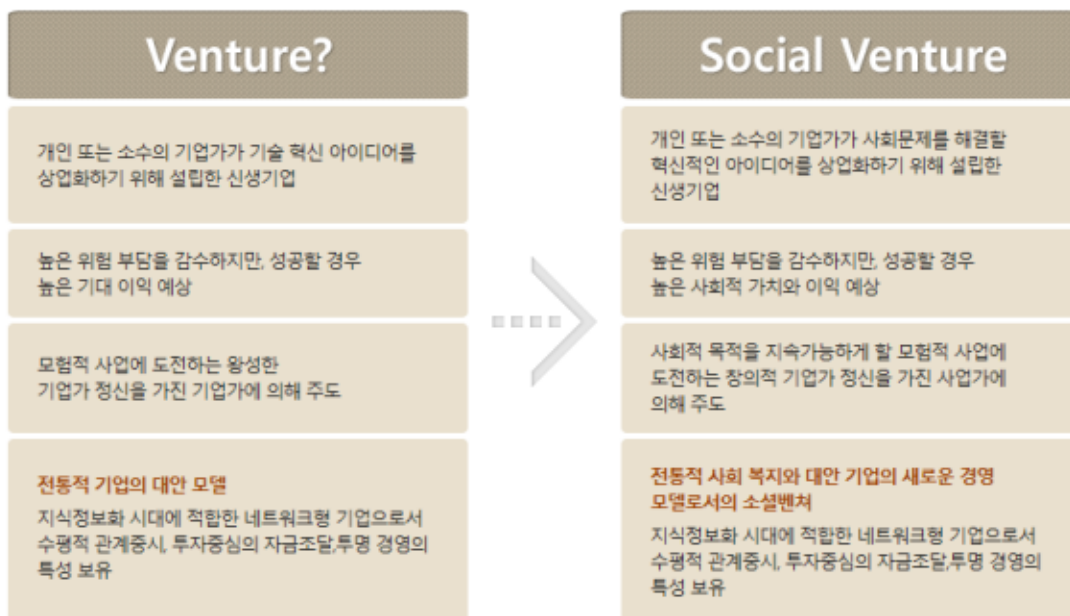 Venture?
개인 또는 소수의 기업가가 기술 혁신 아이디어를
상업화하기 위해 설립한 신생기업
높은 위험 부담을 감수하지만, 성공할 경우
높은 기대 이익 예상
모험적 사업에 도전하는 왕성한
기업가 정신을 가진 기업가에 의해 주도
전통적 기업의 대안 모델
지식정보화 시대에 적합한 네트워크형 기업으로서
수평적 관계중시, 투자중심의 자금조달,투명 경영의
특성 보유
Social Venture
개인 또는 소수의 기업가가 사회문제를 해결할
혁신적인 아이디어를 상업화하기 위해 설립한
신생기업
높은 위험 부담을 감수하지만, 성공할 경우
높은 사회적 가치와 이익 예상
사회적 목적을 지속가능하게 할 모험적 사업에
도전하는 창의적 기업가 정신을 가진 사업가에
의해 주도
전통적 사회 복지와 대안 기업의 새로운 경영
모델로서의 소셜벤쳐
지식정보화 시대에 적합한 네트워크형 기업으로서
수평적 관계중시, 투자중심의 자금조달,투명 경영의
특성 보유